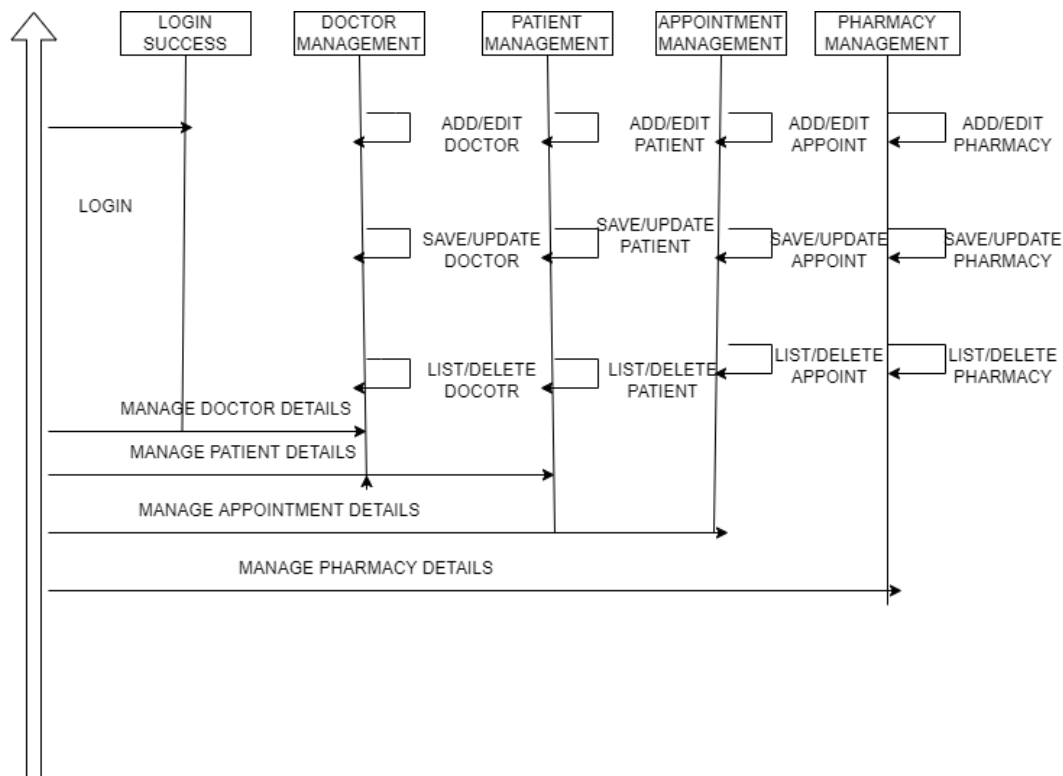 LOGIN
SUCCESS
DOCTOR
MANAGEMENT
PATIENT
MANAGEMENT
APPOINTMENT
MANAGEMENT
PHARMACY
MANAGEMENT
ADD/EDIT
DOCTOR
ADD/EDIT
PATIENT
ADD/EDIT
APPOINT
ADD/EDIT
PHARMACY
LOGIN
SAVE/UPDATE
DOCTOR
SAVE/UPDATE
PATIENT
SAVE/UPDATE
APPOINT
SAVE/UPDATE
PHARMACY
LIST/DELETE
DOCOTR
LIST/DELETE
PATIENT
LIST/DELETE
APPOINT
LIST/DELETE
PHARMACY
MANAGE DOCTOR DETAILS
MANAGE PATIENT DETAILS
MANAGE APPOINTMENT DETAILS
MANAGE PHARMACY DETAILS